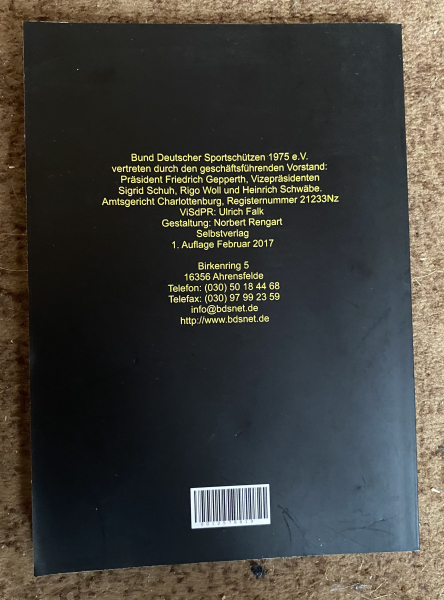 Bund Deutscher Sportschützen 1975 e.V.
vertreten durch den geschäftsführenden Vorstand:
Präsident Friedrich Gepperth, Vizepräsidenten
Sigrid Schuh, Rigo Woll und Heinrich Schwäbe.
Amtsgericht Charlottenburg, Registernummer 21233Nz
ViSdPR: Ulrich Falk
Gestaltung: Norbert Rengart
Selbstverlag
1. Auflage Februar 2017
Birkenring 5
16356 Ahrensfelde
Telefon: (030) 50 18 44 68
Telefax: (030) 97 99 23 59
info@bdsnet.de
http://www.bdsnet.de